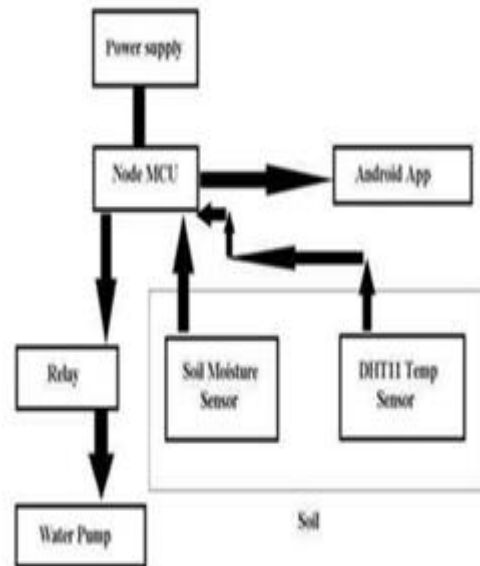 Power supply
Node MCU
Android App
Relay
Soil Moisture
Sensor
DHT11 Temp
Sensor
Soil
Water Pump